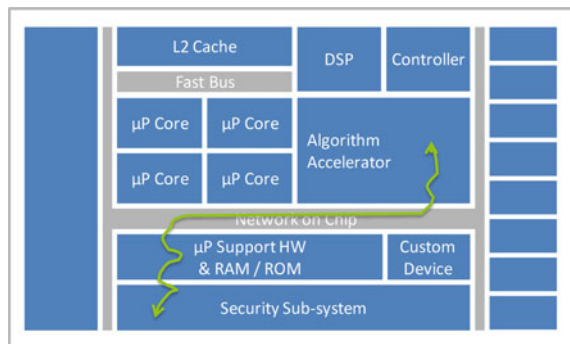 L2 Cache
DSP
Controller
Fast Bus
µP Core
µP Core
Algorithm
Accelerator
µP Core
µP Core
Network on Chip
µP Support HW
& RAM / ROM
Custom
Device
Security Sub-system